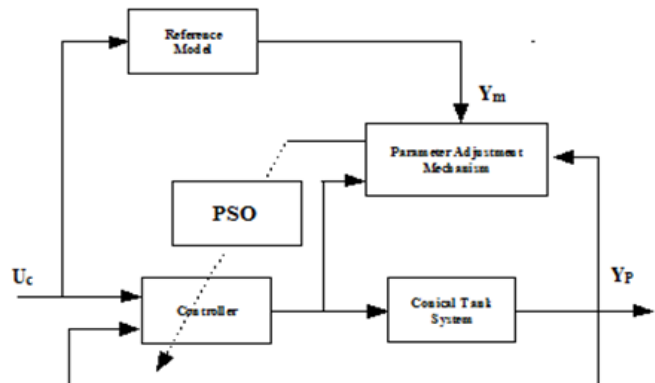 Reference
Model
Ym
Parameter Adjustment
Mechanism
PSO
Uc
Controller
Conical Tank
System
YP